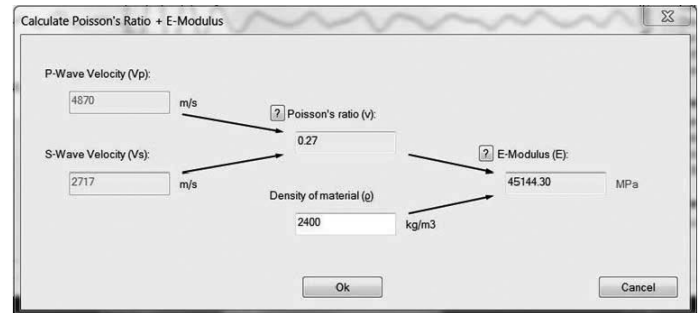 Calculate Poisson's Ratio + E-Modulus
P-Wave Velocity (Vp):
4870 m/s
? Poisson's ratio (v):
0.27
S-Wave Velocity (Vs):
2717 m/s
? E-Modulus (E):
45144.30 MPa
Density of material (ϱ)
2400 kg/m3
Ok Cancel